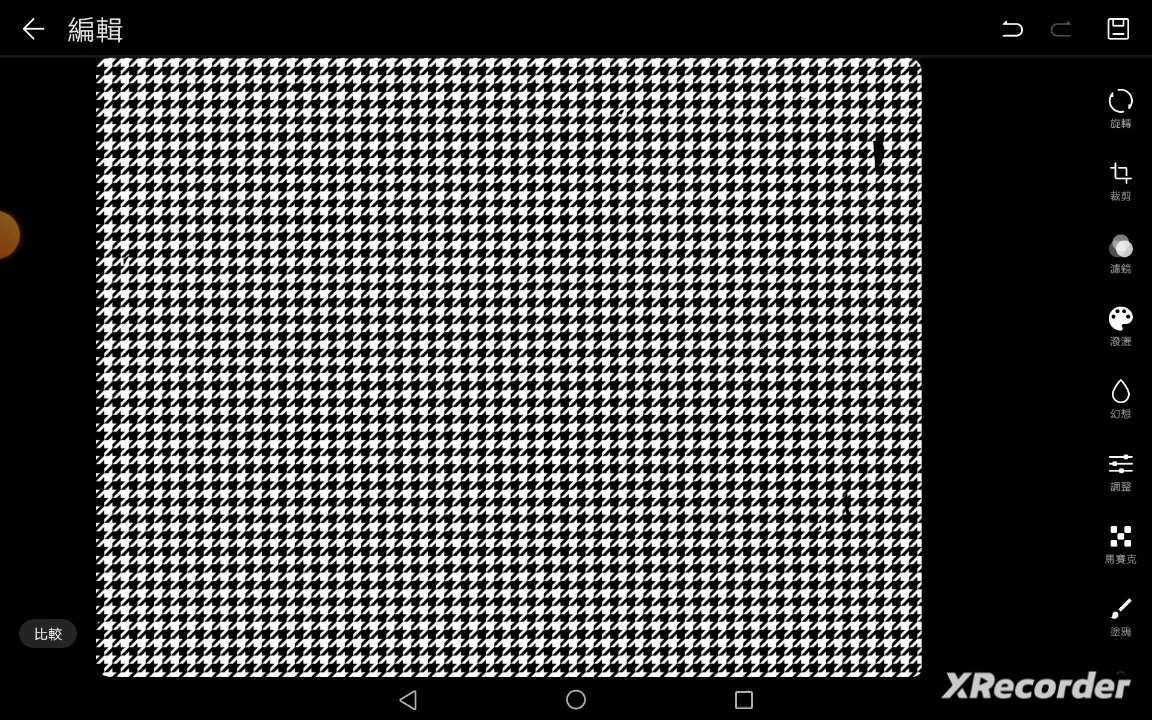 編輯
旋轉
裁剪
濾鏡
潑灑
幻想
調整
馬賽克
塗鴉
比較
XRecorder